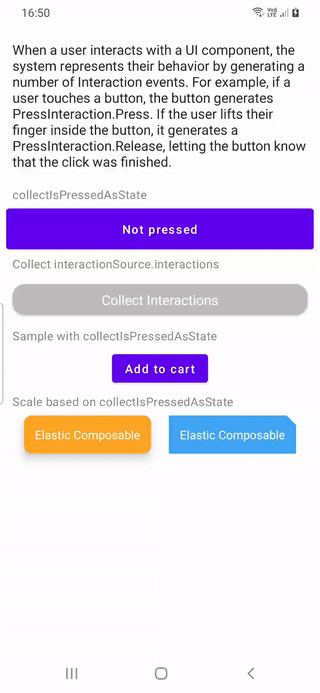 16:50
Vo))
LTE
When a user interacts with a UI component, the
system represents their behavior by generating a
number of Interaction events. For example, if a
user touches a button, the button generates
PressInteraction.Press. If the user lifts their
finger inside the button, it generates a
PressInteraction.Release, letting the button know
that the click was finished.
collectIsPressedAsState
Not pressed
Collect interactionSource.interactions
Collect Interactions
Sample with collectIsPressedAsState
Add to cart
Scale based on collectIsPressedAsState
Elastic Composable Elastic Composable